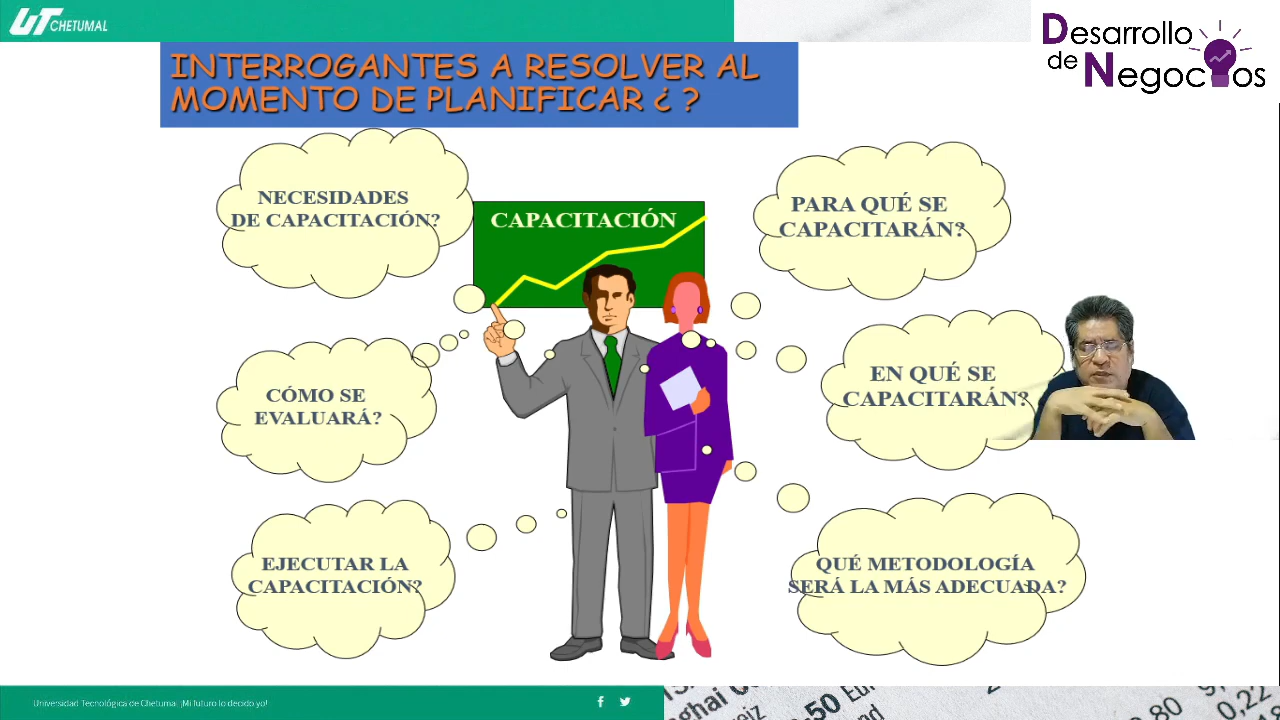 UT CHETUMAL
Desarrollo
de Negocios
INTERROGANTES A RESOLVER AL
MOMENTO DE PLANIFICAR ¿ ?
NECESIDADES
DE CAPACITACIÓN?
CAPACITACIÓN
PARA QUÉ SE
CAPACITARÁN?
CÓMO SE
EVALUARÁ?
EN QUÉ SE
CAPACITARÁN?
EJECUTAR LA
CAPACITACIÓN?
QUÉ METODOLOGÍA
SERÁ LA MÁS ADECUADA?
Universidad Tecnológica de Chetumal ¡Mi futuro lo decido yo!